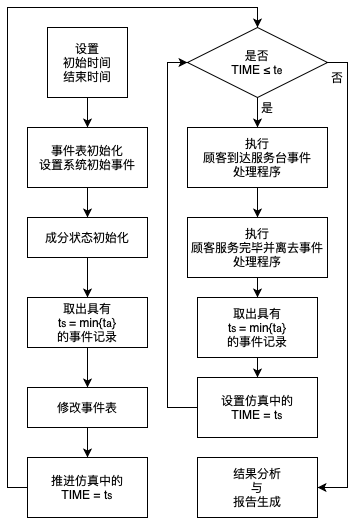 设置
初始时间
结束时间
事件表初始化
设置系统初始事件
成分状态初始化
取出具有
ts = min{ta}
的事件记录
修改事件表
推进仿真中的
TIME = ts
是否
TIME ≤ te
否
是
执行
顾客到达服务台事件
处理程序
执行
顾客服务完毕并离去事件
处理程序
取出具有
ts = min{ta}
的事件记录
设置仿真中的
TIME = ts
结果分析
与
报告生成